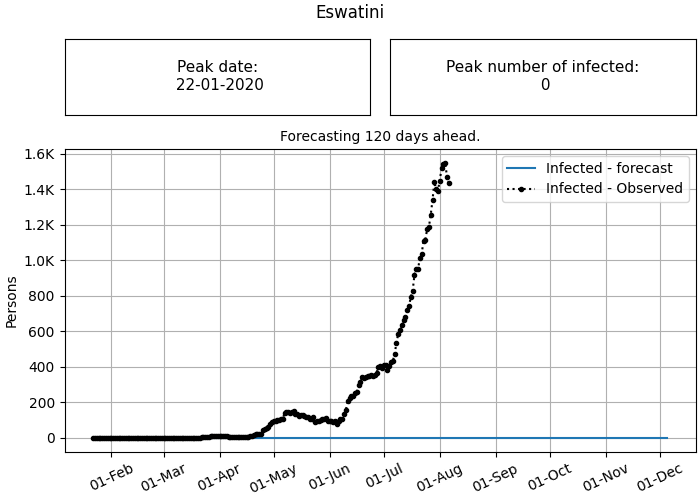 Eswatini
Peak date:
22-01-2020
Peak number of infected:
0
Forecasting 120 days ahead.
1.6K
1.4K
1.2K
1.0K
800
600
400
200
0
Persons
Infected - forecast
Infected - Observed
01-Feb
01-Mar
01-Apr
01-May
01-Jun
01-Jul
01-Aug
01-Sep
01-Oct
01-Nov
01-Dec